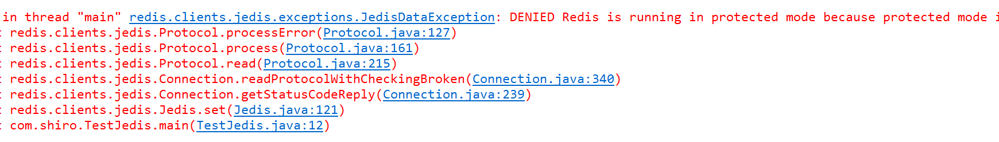 in thread "main" redis.clients.jedis.exceptions.JedisDataException: DENIED Redis is running in protected mode because protected mode
redis.clients.jedis.Protocol.processError(Protocol.java:127)
redis.clients.jedis.Protocol.process(Protocol.java:161)
redis.clients.jedis.Protocol.read(Protocol.java:215)
redis.clients.jedis.Connection.readProtocolWithCheckingBroken(Connection.java:340)
redis.clients.jedis.Connection.getStatusCodeReply(Connection.java:239)
redis.clients.jedis.Jedis.set(Jedis.java:121)
com.shiro.TestJedis.main(TestJedis.java:12)